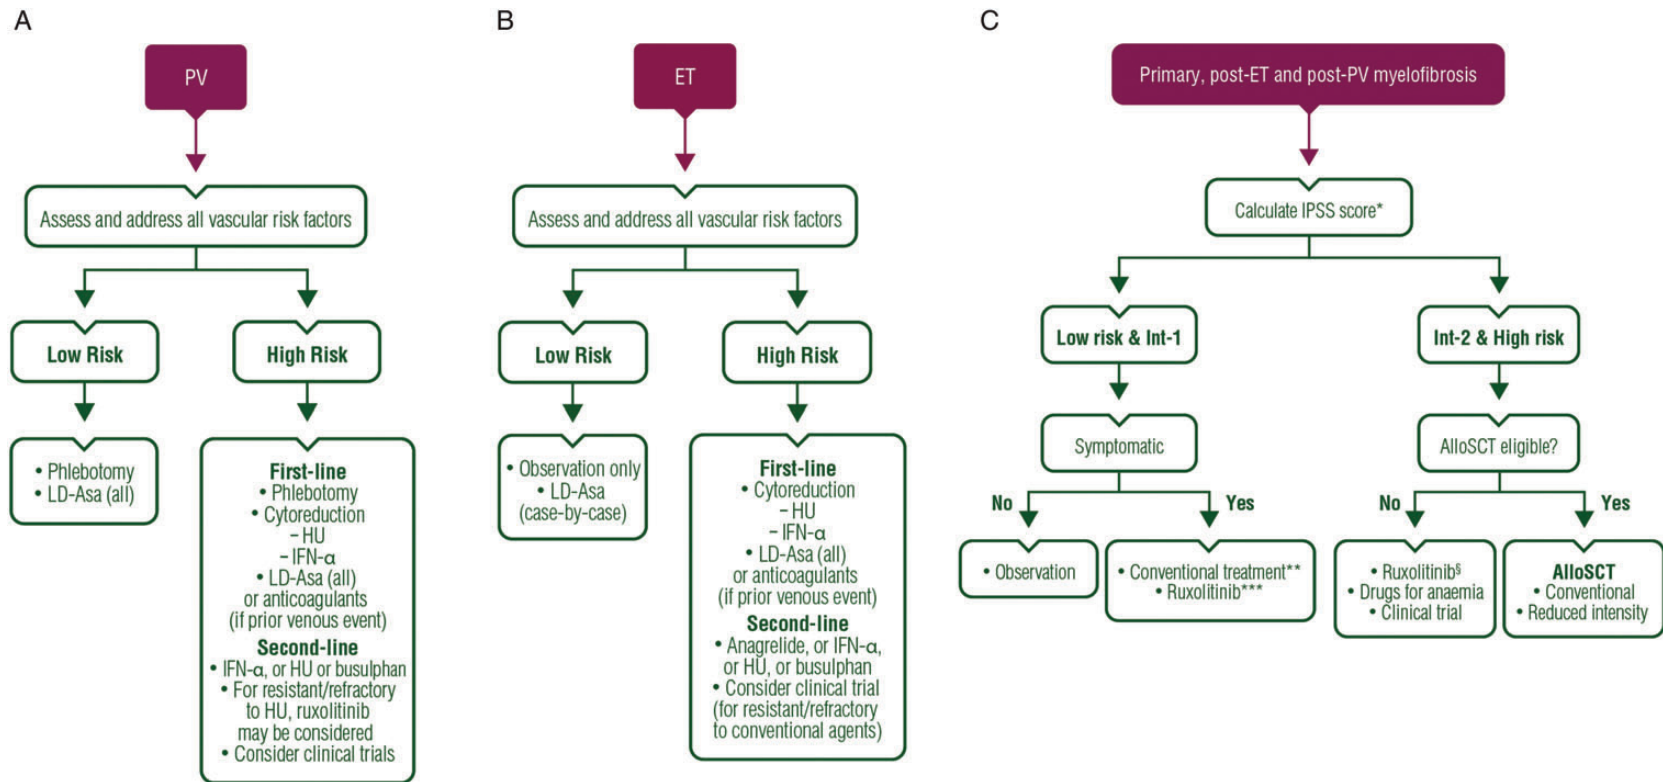 A
PV
Assess and address all vascular risk factors
Low Risk
High Risk
• Phlebotomy
• LD-Asa (all)
First-line
• Phlebotomy
• Cytoreduction
– HU
– IFN-α
• LD-Asa (all)
or anticoagulants
(if prior venous event)
Second-line
• IFN-α, or HU or busulphan
• For resistant/refractory
to HU, ruxolitinib
may be considered
• Consider clinical trials
B
ET
Assess and address all vascular risk factors
Low Risk
High Risk
• Observation only
• LD-Asa
(case-by-case)
First-line
• Cytoreduction
– HU
– IFN-α
• LD-Asa (all)
or anticoagulants
(if prior venous event)
Second-line
• Anagrelide, or IFN-α,
or HU, or busulphan
• Consider clinical trial
(for resistant/refractory
to conventional agents)
C
Primary, post-ET and post-PV myelofibrosis
Calculate IPSS score*
Low risk & Int-1
Int-2 & High risk
Symptomatic
AlloSCT eligible?
No
Yes
No
Yes
• Observation
• Conventional treatment**
• Ruxolitinib***
• Ruxolitinib§
• Drugs for anaemia
• Clinical trial
AlloSCT
• Conventional
• Reduced intensity